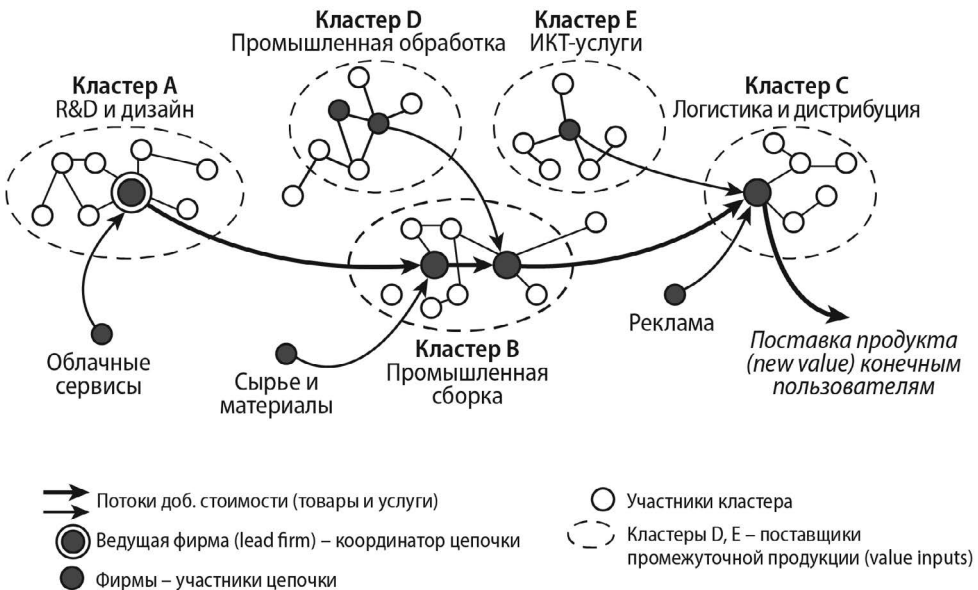 Кластер D
Промышленная обработка
Кластер E
ИКТ-услуги
Кластер A
R&D и дизайн
Кластер C
Логистика и дистрибуция
Облачные
сервисы
Сырье и
материалы
Кластер B
Промышленная
сборка
Реклама
Поставка продукта
(new value) конечным
пользователям
Потоки доб. стоимости (товары и услуги)
Ведущая фирма (lead firm) – координатор цепочки
Фирмы – участники цепочки
Участники кластера
Кластеры D, E – поставщики
промежуточной продукции (value inputs)